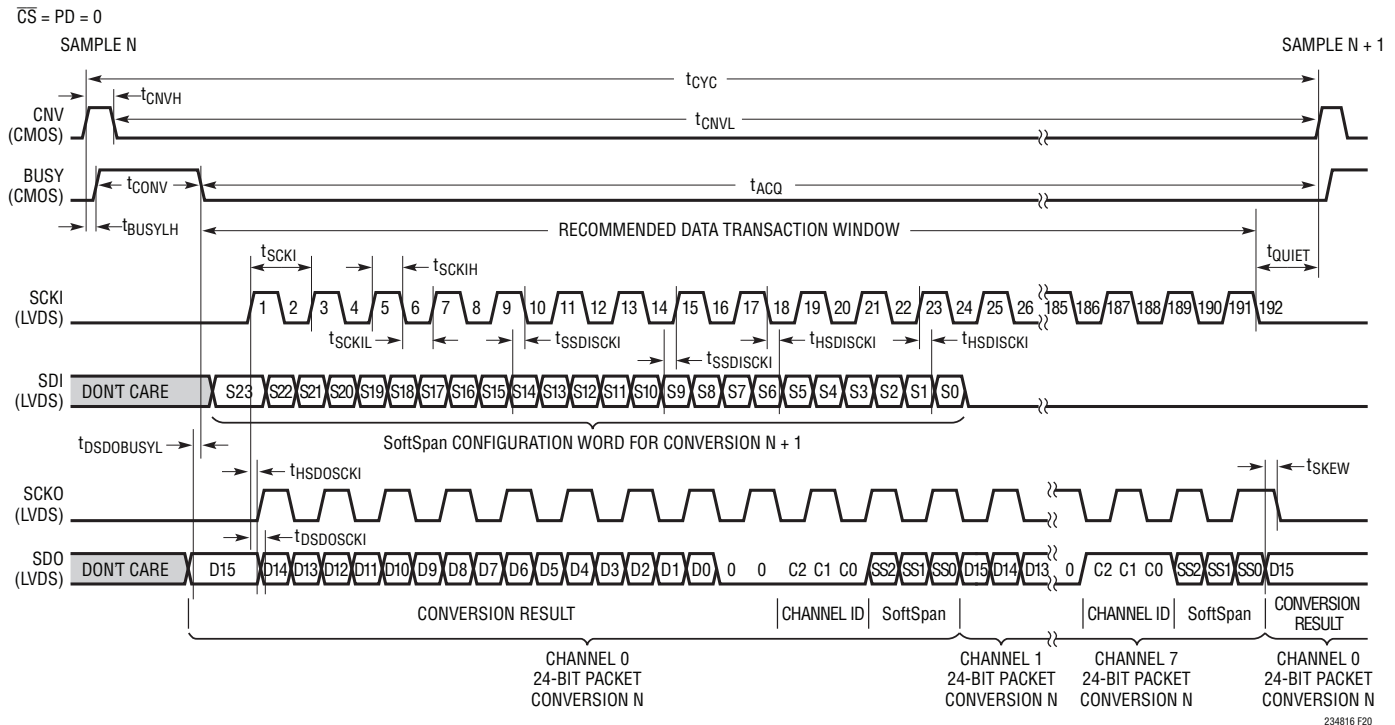 CS = PD = 0
SAMPLE N
SAMPLE N + 1
tCYC
tCNVH
CNV
(CMOS)
tCNVL
BUSY
(CMOS)
tCONV
tACQ
tBUSYLH
RECOMMENDED DATA TRANSACTION WINDOW
tSCKI
tSCKIH
tQUIET
SCKI
(LVDS)
1 2 3 4 5 6 7 8 9 10 11 12 13 14 15 16 17 18 19 20 21 22 23 24 25 26 185 186 187 188 189 190 191 192
tSCKIL
tSSDISCKI
tSSDISCKI
tHSDISCKI
tHSDISCKI
SDI
(LVDS)
DON'T CARE S23 S22 S21 S20 S19 S18 S17 S16 S15 S14 S13 S12 S11 S10 S9 S8 S7 S6 S5 S4 S3 S2 S1 S0
SoftSpan CONFIGURATION WORD FOR CONVERSION N + 1
tDSDOBUSYL
tHSDOSCKI
tSKEW
SCKO
(LVDS)
tDSDOSCKI
SDO
(LVDS)
DON'T CARE D15 D14 D13 D12 D11 D10 D9 D8 D7 D6 D5 D4 D3 D2 D1 D0 0 0 C2 C1 C0 SS2 SS1 SS0 D15 D14 D13 0 C2 C1 C0 SS2 SS1 SS0 D15
CONVERSION RESULT
CHANNEL ID
SoftSpan
CHANNEL ID
SoftSpan
CONVERSION
RESULT
CHANNEL 0
24-BIT PACKET
CONVERSION N
CHANNEL 1
24-BIT PACKET
CONVERSION N
CHANNEL 7
24-BIT PACKET
CONVERSION N
CHANNEL 0
24-BIT PACKET
CONVERSION N
234816 F20